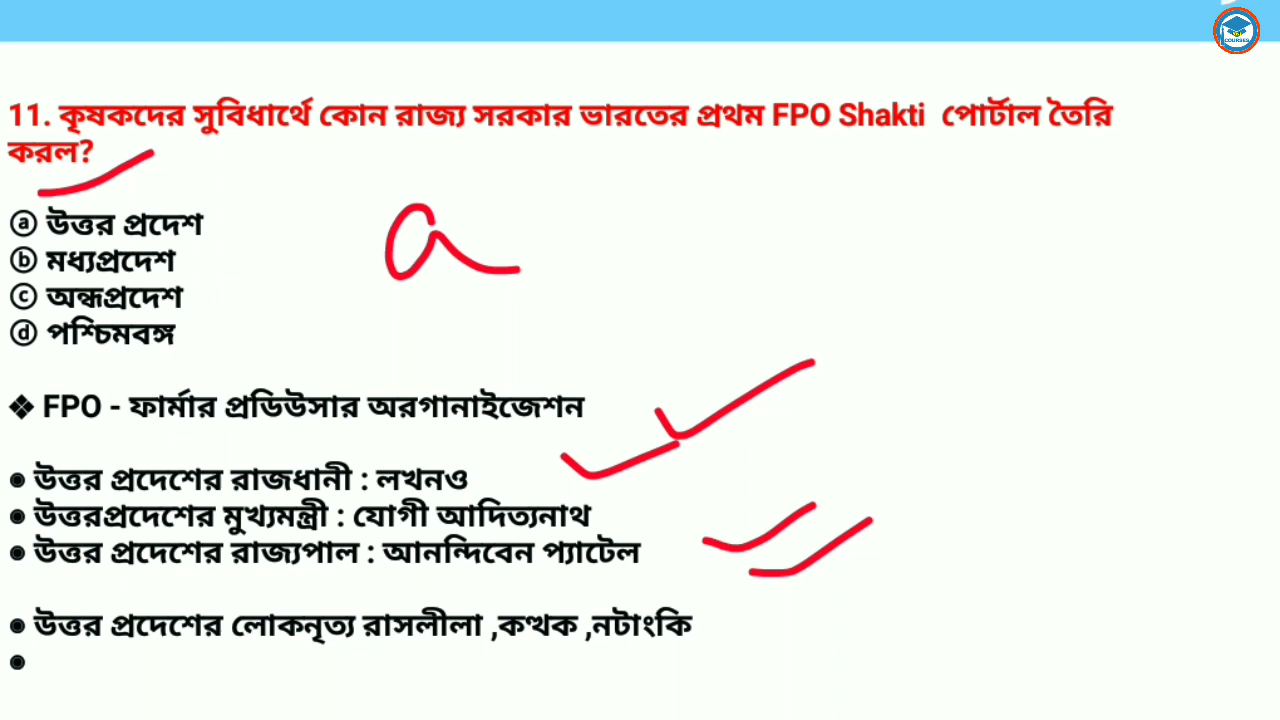 COURSES
11. কৃষকদের সুবিধার্থে কোন রাজ্য সরকার ভারতের প্রথম FPO Shakti পোর্টাল তৈরি
করল?
ⓐ উত্তর প্রদেশ
a
ⓑ মধ্যপ্রদেশ
ⓒ অন্ধপ্রদেশ
ⓓ পশ্চিমবঙ্গ
❖ FPO - ফার্মার প্রডিউসার অরগানাইজেশন
◉ উত্তর প্রদেশের রাজধানী : লখনও
◉ উত্তরপ্রদেশের মুখ্যমন্ত্রী : যোগী আদিত্যনাথ
◉ উত্তর প্রদেশের রাজ্যপাল : আনন্দিবেন প্যাটেল
◉ উত্তর প্রদেশের লোকনৃত্য রাসলীলা ,কত্থক ,নটাংকি
◉